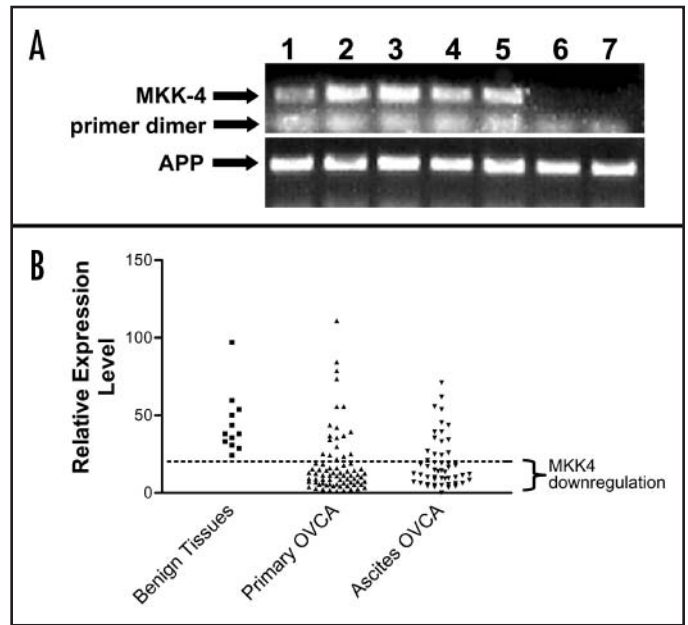 A
1 2 3 4 5 6 7
MKK-4
primer dimer
APP
B
Relative Expression
Level
150
100
50
0
MKK4
downregulation
Benign Tissues
Primary OVCA
Ascites OVCA